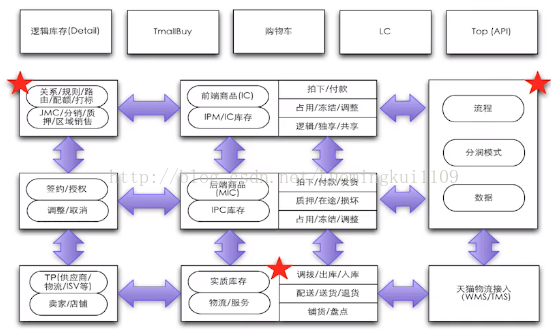 逻辑库存(Detail)
TmallBuy
购物车
LC
Top (API)
关系/规则/路
由/配额/打标
JMC/分销/质
押/区域销售
前端商品(IC)
IPM/IC库存
拍下/付款
占用/冻结/调整
逻辑/独享/共享
流程
分润模式
数据
签约/授权
调整/取消
后端商品
(MIC)
IPC库存
拍下/付款/发货
质押/在途/损坏
占用/冻结/调整
TP(供应商/
物流/ISV等)
卖家/店铺
实质库存
物流/服务
调拨/出库/入库
配送/送货/退货
铺货/盘点
天猫物流接入
(WMS/TMS)